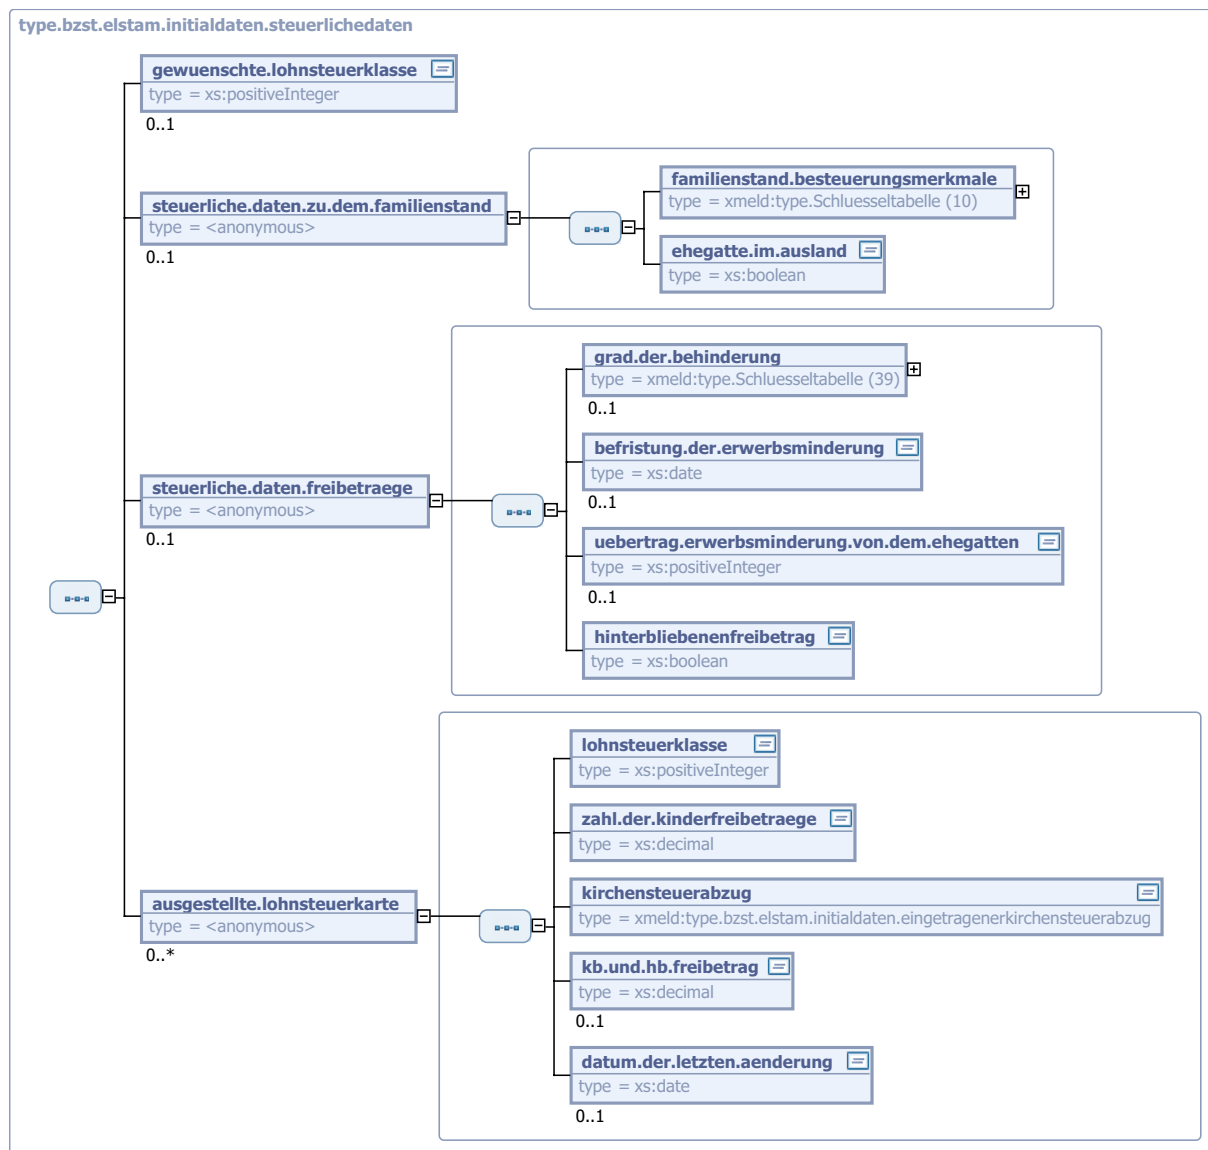 type.bzst.elstam.initialdaten.steuerlichedaten
gewuenschte.lohnsteuerklasse
type = xs:positiveInteger
0..1
steuerliche.daten.zu.dem.familienstand
type = <anonymous>
0..1
familienstand.besteuerungsmerkmale
type = xmeld:type.Schluesseltabelle (10)
ehegatte.im.ausland
type = xs:boolean
steuerliche.daten.freibetraege
type = <anonymous>
0..1
grad.der.behinderung
type = xmeld:type.Schluesseltabelle (39)
0..1
befristung.der.erwerbsminderung
type = xs:date
0..1
uebertrag.erwerbsminderung.von.dem.ehegatten
type = xs:positiveInteger
0..1
hinterbliebenenfreibetrag
type = xs:boolean
ausgestellte.lohnsteuerkarte
type = <anonymous>
0..*
lohnsteuerklasse
type = xs:positiveInteger
zahl.der.kinderfreibetraege
type = xs:decimal
kirchensteuerabzug
type = xmeld:type.bzst.elstam.initialdaten.eingetragenerkirchensteuerabzug
kb.und.hb.freibetrag
type = xs:decimal
0..1
datum.der.letzten.aenderung
type = xs:date
0..1